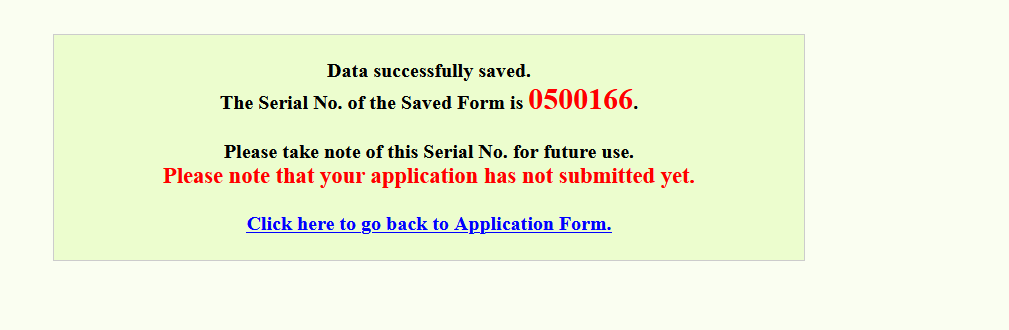 Data successfully saved.
The Serial No. of the Saved Form is 0500166.
Please take note of this Serial No. for future use.
Please note that your application has not submitted yet.
Click here to go back to Application Form.